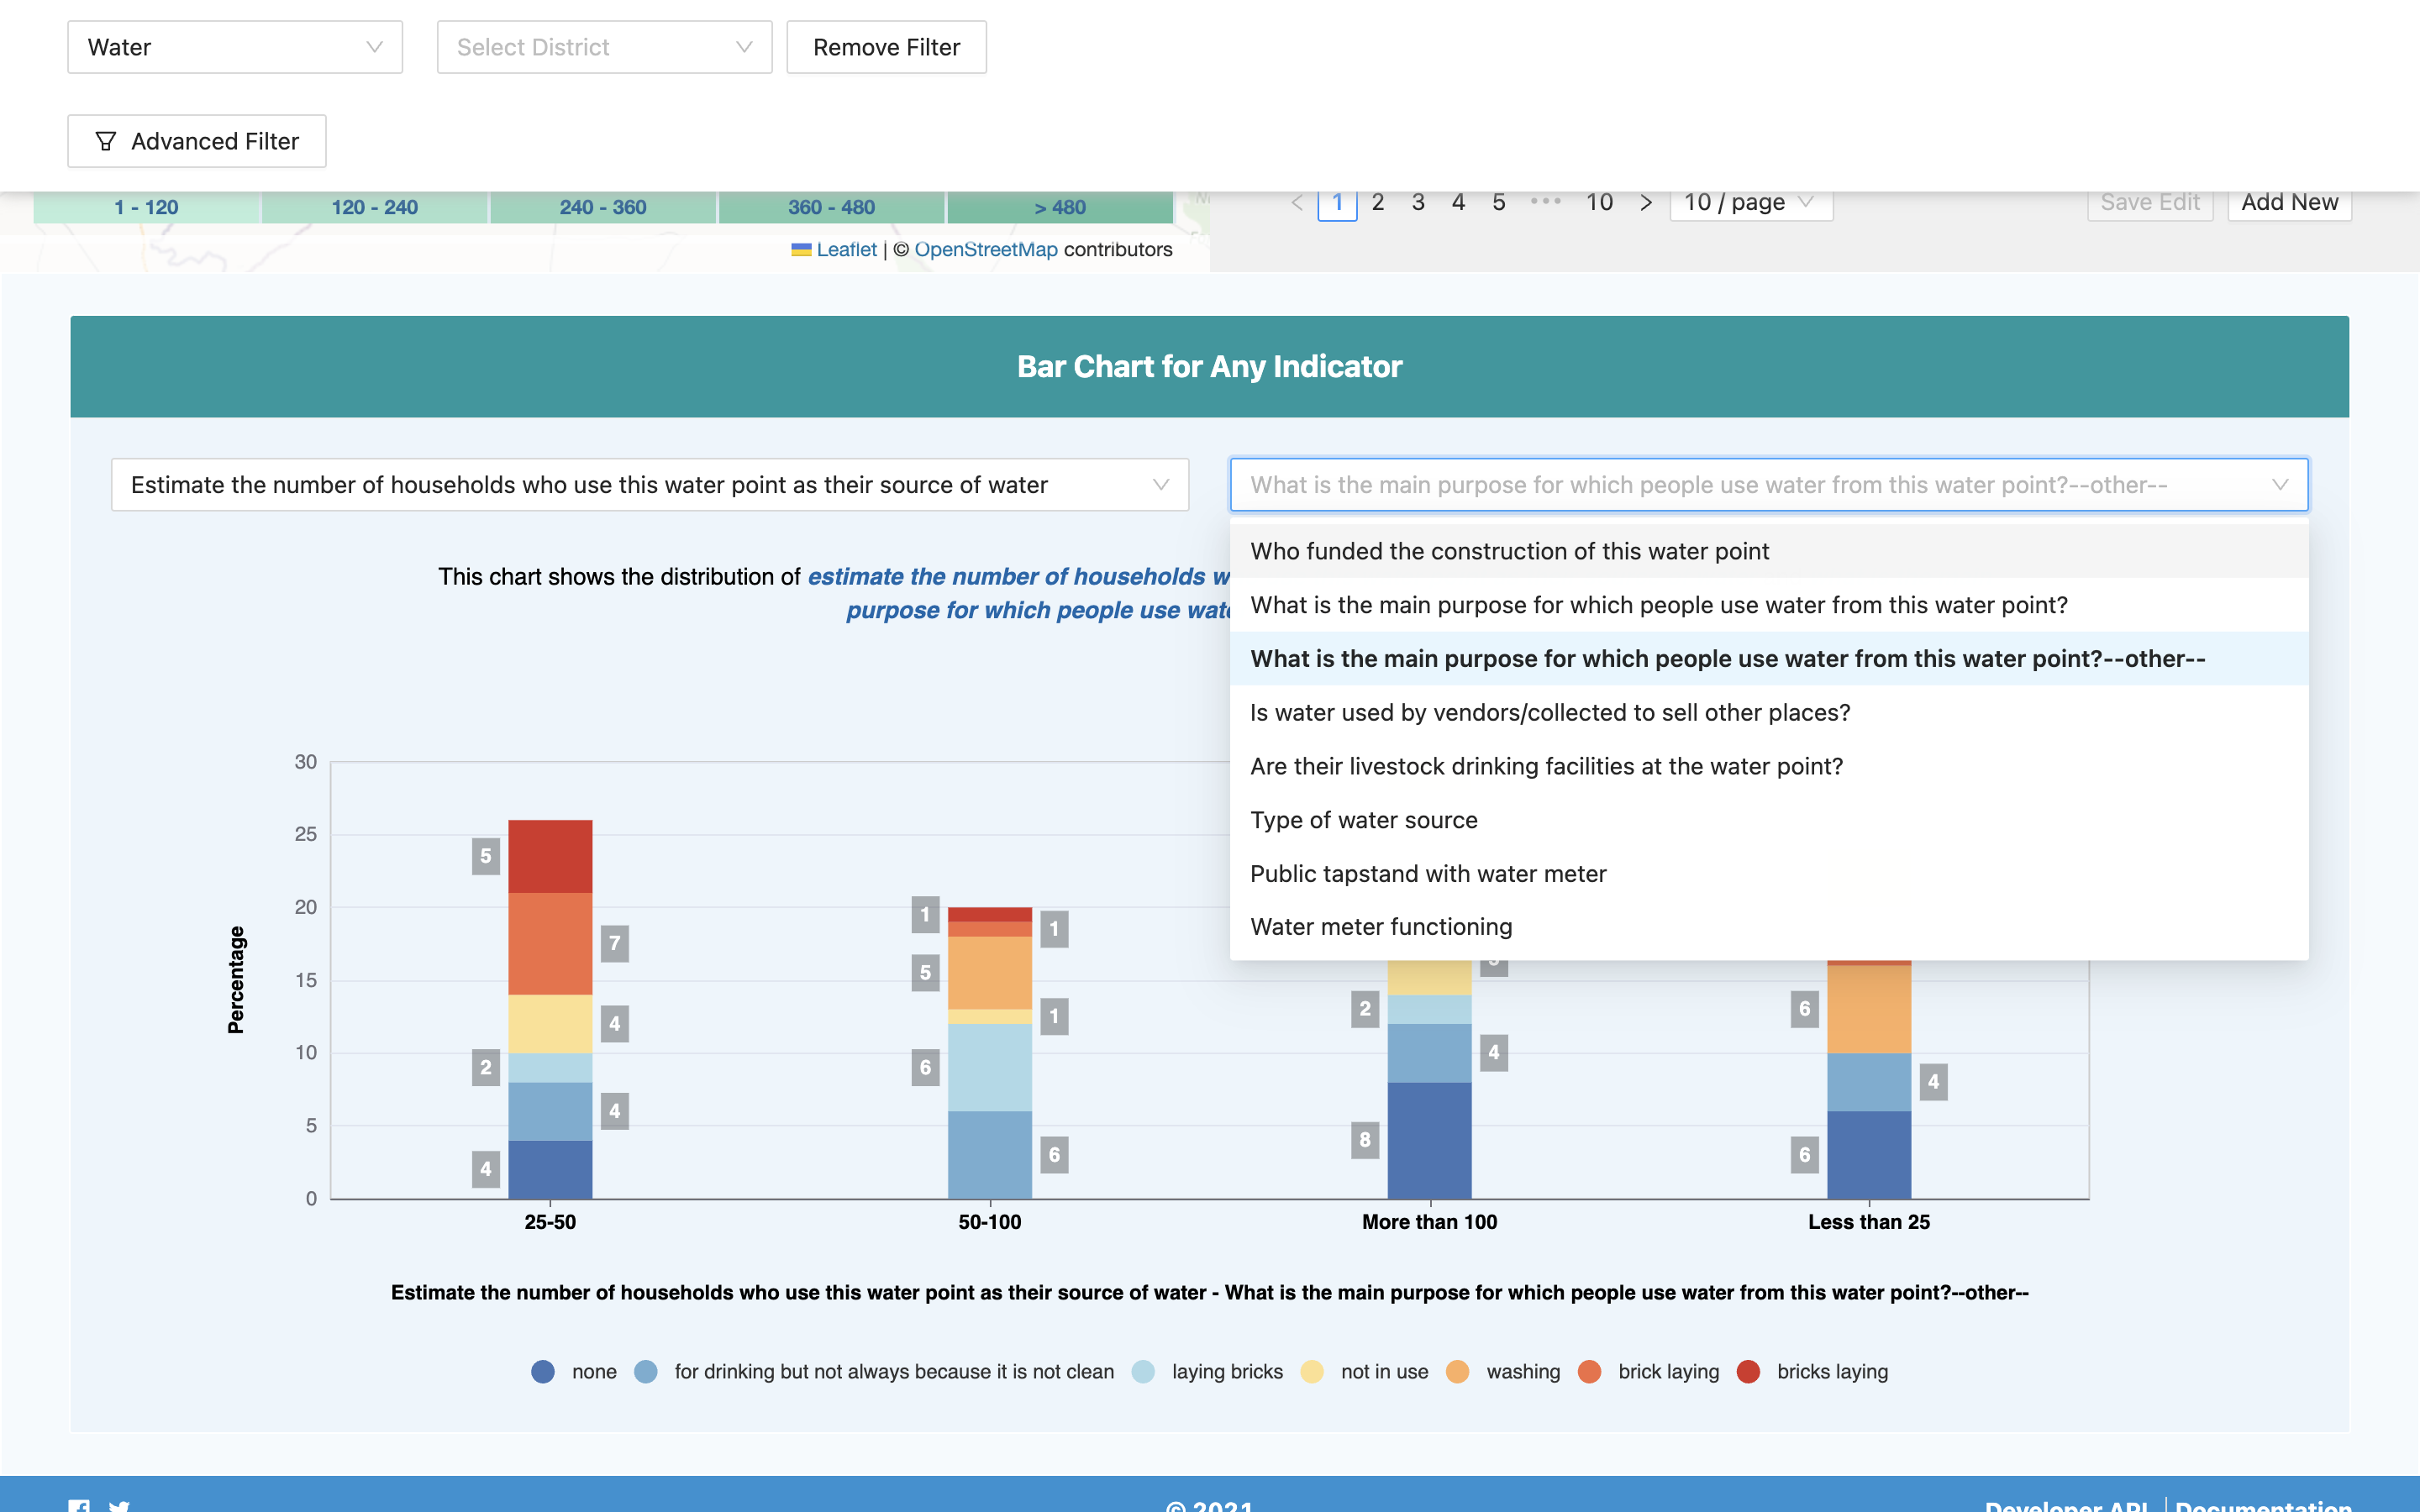 Water
Select District
Remove Filter
Advanced Filter
1 - 120
120 - 240
240 - 360
360 - 480
> 480
1 2 3 4 5 ••• 10
10 / page
Save Edit
Add New
Leaflet | © OpenStreetMap contributors
Bar Chart for Any Indicator
Estimate the number of households who use this water point as their source of water
What is the main purpose for which people use water from this water point?--other--
Who funded the construction of this water point
What is the main purpose for which people use water from this water point?
What is the main purpose for which people use water from this water point?--other--
Is water used by vendors/collected to sell other places?
Are their livestock drinking facilities at the water point?
Type of water source
Public tapstand with water meter
Water meter functioning
This chart shows the distribution of estimate the number of households
purpose for which people use
Percentage
30
25
20
15
10
5
0
5
7
4
2
4
4
1
1
5
1
6
6
2
4
8
6
4
6
25-50
50-100
More than 100
Less than 25
Estimate the number of households who use this water point as their source of water - What is the main purpose for which people use water from this water point?--other--
none
for drinking but not always because it is not clean
laying bricks
not in use
washing
brick laying
bricks laying
© 2021
Developer API | Documentation